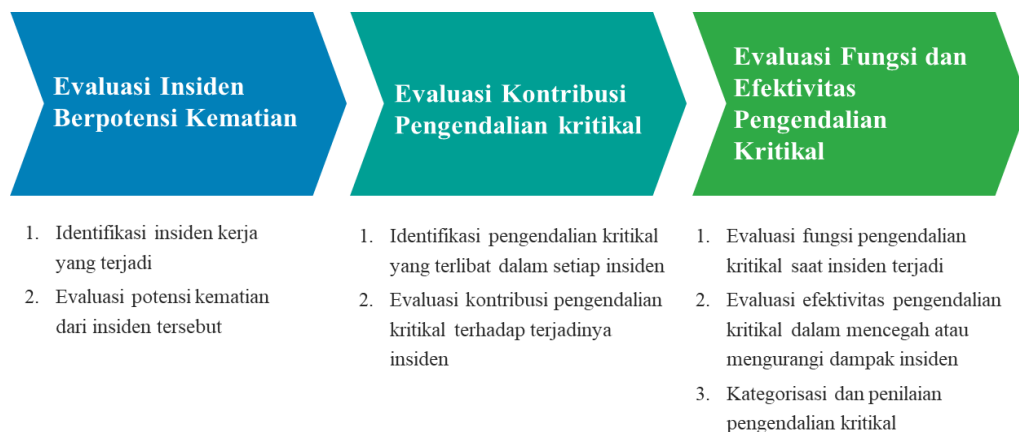 Evaluasi Insiden
Berpotensi Kematian
1. Identifikasi insiden kerja
yang terjadi
2. Evaluasi potensi kematian
dari insiden tersebut
Evaluasi Kontribusi
Pengendalian kritikal
1. Identifikasi pengendalian kritikal
yang terlibat dalam setiap insiden
2. Evaluasi kontribusi pengendalian
kritikal terhadap terjadinya
insiden
Evaluasi Fungsi dan
Efektivitas
Pengendalian
Kritikal
1. Evaluasi fungsi pengendalian
kritikal saat insiden terjadi
2. Evaluasi efektivitas pengendalian
kritikal dalam mencegah atau
mengurangi dampak insiden
3. Kategorisasi dan penilaian
pengendalian kritikal